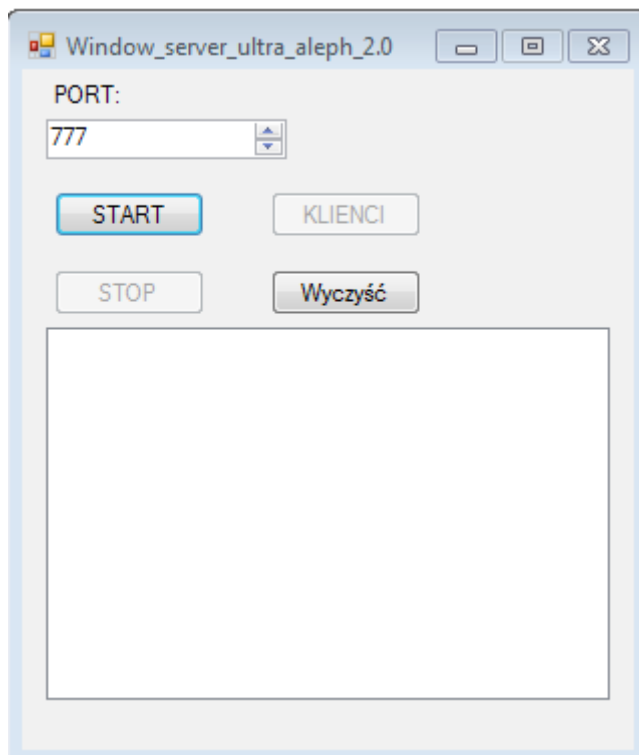 Window_server_ultra_aleph_2.0
PORT:
777
START KLIENCI
STOP Wyczyść